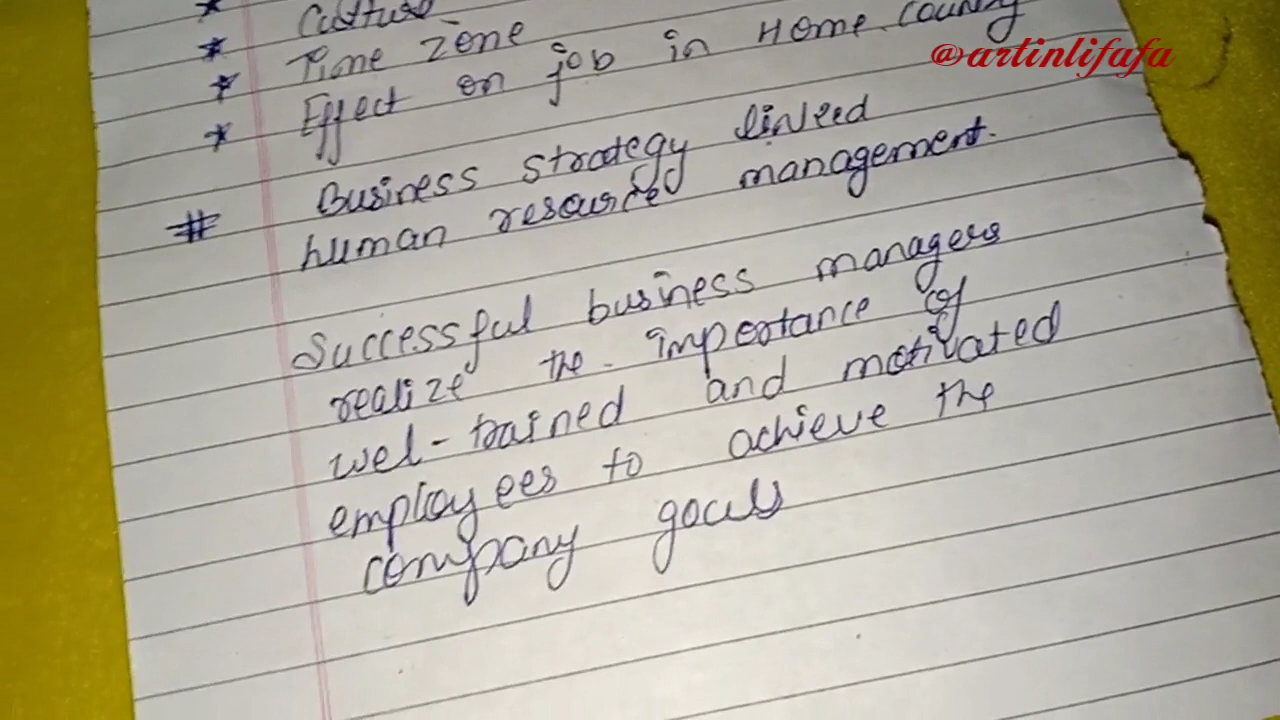 * Culture
* Time zone
* Effect on job in Home County
@artinlifafa
# Business strategy linked
human resource management.
Successful business managers
realize the importance of
wel-trained and motivated
employees to achieve the
company goals